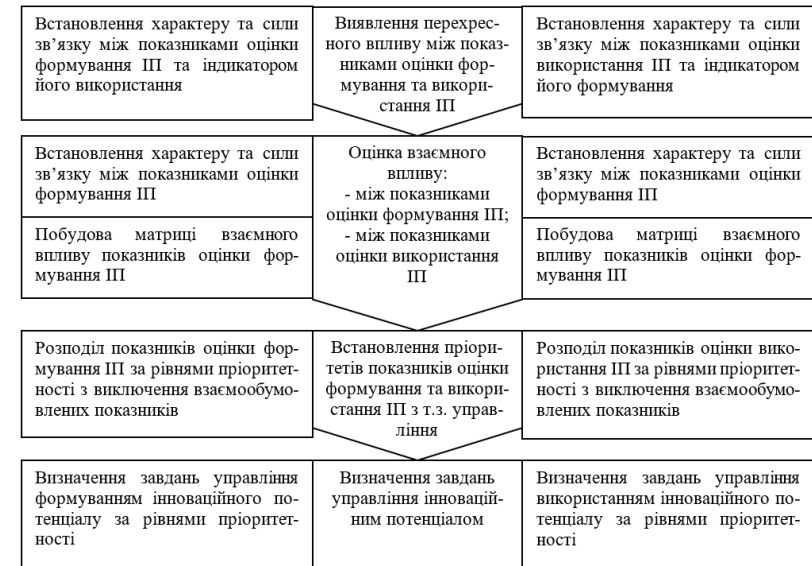 Встановлення характеру та сили
зв’язку між показниками оцінки
формування ІП та індикатором
його використання
Виявлення перехрес-
ного впливу між показ-
никами оцінки фор-
мування та викори-
стання ІП
Встановлення характеру та сили
зв’язку між показниками оцінки
використання ІП та індикатором
його формування
Встановлення характеру та сили
зв’язку між показниками оцінки
формування ІП
Побудова матриці взаємного
впливу показників оцінки фор-
мування ІП
Оцінка взаємного
впливу:
- між показниками
оцінки формування ІП;
- між показниками
оцінки використання
ІП
Встановлення характеру та сили
зв’язку між показниками оцінки
формування ІП
Побудова матриці взаємного
впливу показників оцінки фор-
мування ІП
Розподіл показників оцінки фор-
мування ІП за рівнями пріоритет-
ності з виключення взаємообумо-
влених показників
Встановлення пріори-
тетів показників оцінки
формування та викори-
стання ІП з т.з. управ-
ління
Розподіл показників оцінки вико-
ристання ІП за рівнями пріоритет-
ності з виключення взаємообумо-
влених показників
Визначення завдань управління
формуванням інноваційного по-
тенціалу за рівнями пріоритет-
ності
Визначення завдань
управління інновацій-
ним потенціалом
Визначення завдань управління
використанням інноваційного по-
тенціалу за рівнями пріоритет-
ності